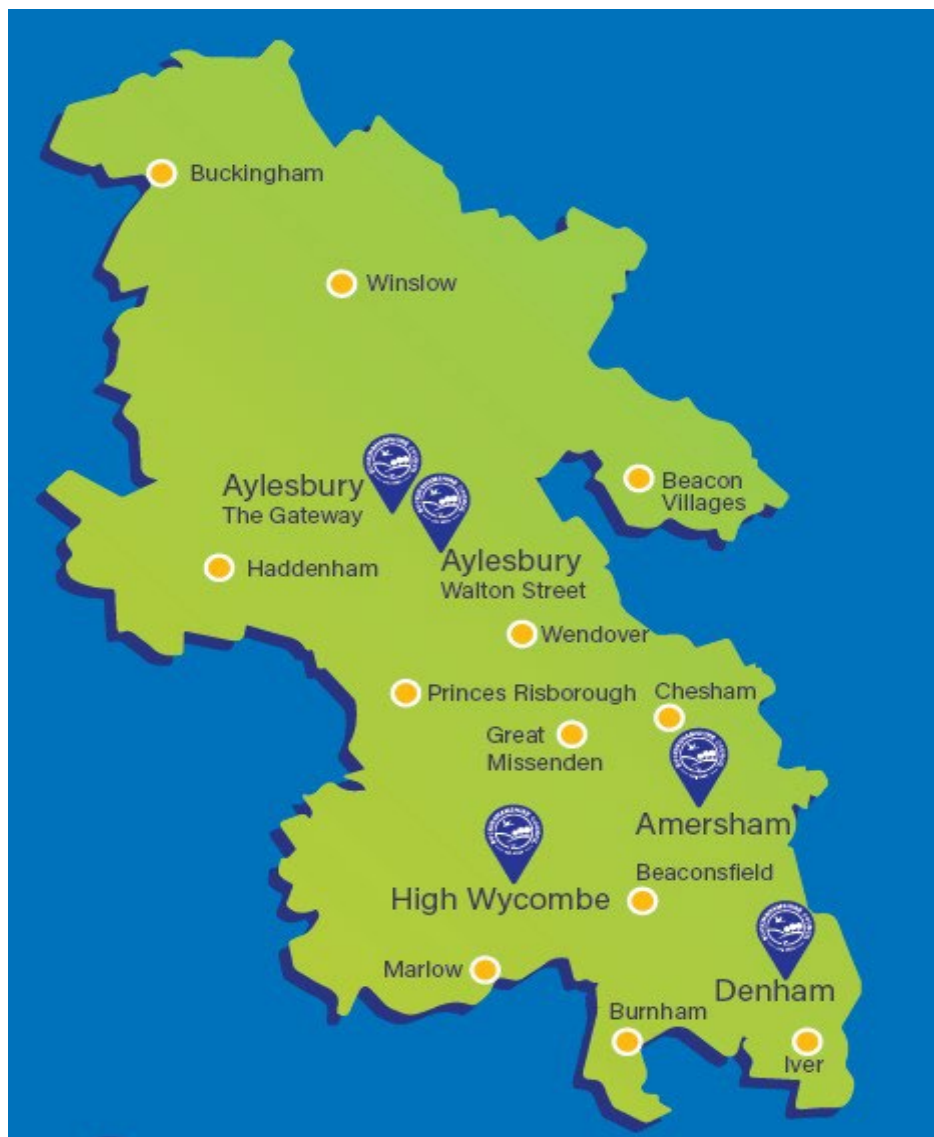 Buckingham
Winslow
Aylesbury
The Gateway
Beacon
Villages
Haddenham
Aylesbury
Walton Street
Wendover
Princes Risborough
Chesham
Great
Missenden
Amersham
High Wycombe
Beaconsfield
Marlow
Denham
Burnham
Iver